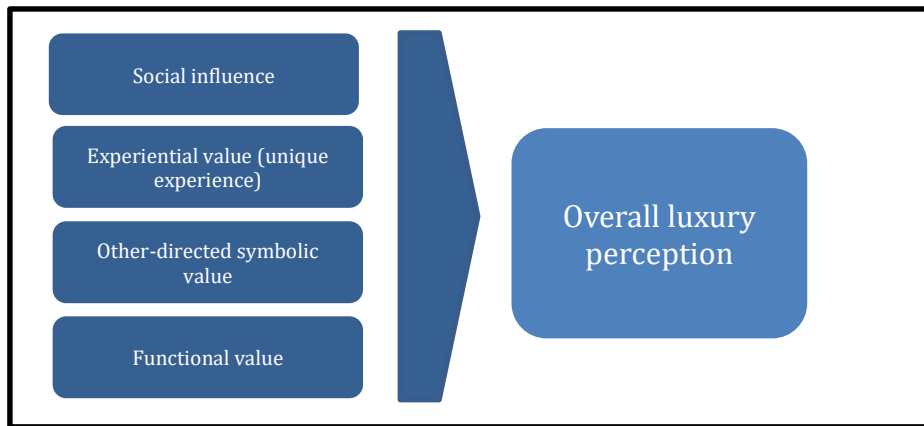 Social influence
Experiential value (unique
experience)
Other-directed symbolic
value
Functional value
Overall luxury
perception